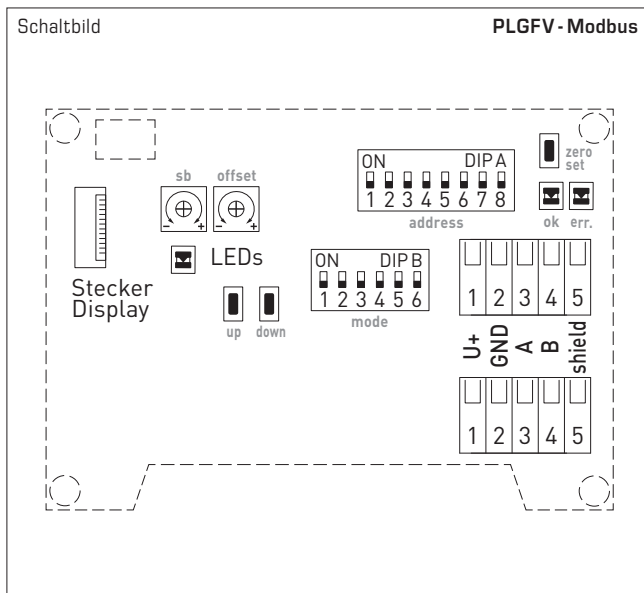 Schaltbild
PLGFV - Modbus
sb
offset
ON
DIP A
1 2 3 4 5 6 7 8
address
zero
set
ok
err.
LEDs
Stecker
Display
up
down
ON
DIP B
1 2 3 4 5 6
mode
1 2 3 4 5
U+
GND
A
B
shield
1 2 3 4 5